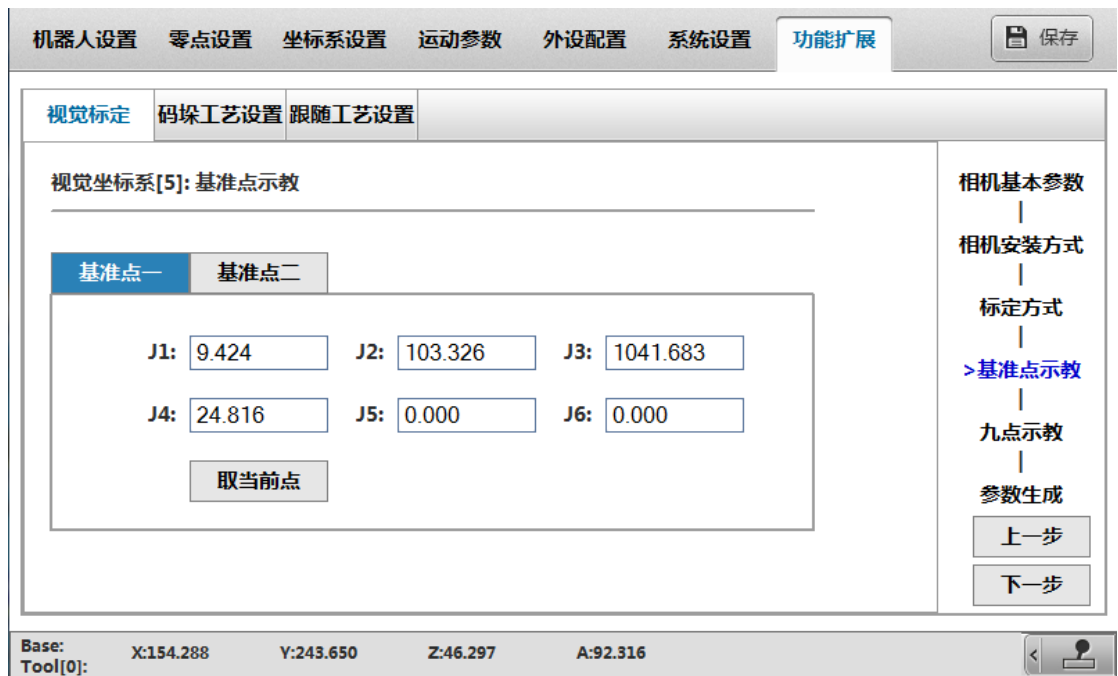 机器人设置 零点设置 坐标系设置 运动参数 外设配置 系统设置 功能扩展 保存
视觉标定 码垛工艺设置 跟随工艺设置
视觉坐标系[5]: 基准点示教
基准点一 基准点二
J1: 9.424 J2: 103.326 J3: 1041.683
J4: 24.816 J5: 0.000 J6: 0.000
取当前点
相机基本参数
|
相机安装方式
|
标定方式
|
>基准点示教
|
九点示教
|
参数生成
上一步
下一步
Base: X:154.288 Y:243.650 Z:46.297 A:92.316 <
Tool[0]: